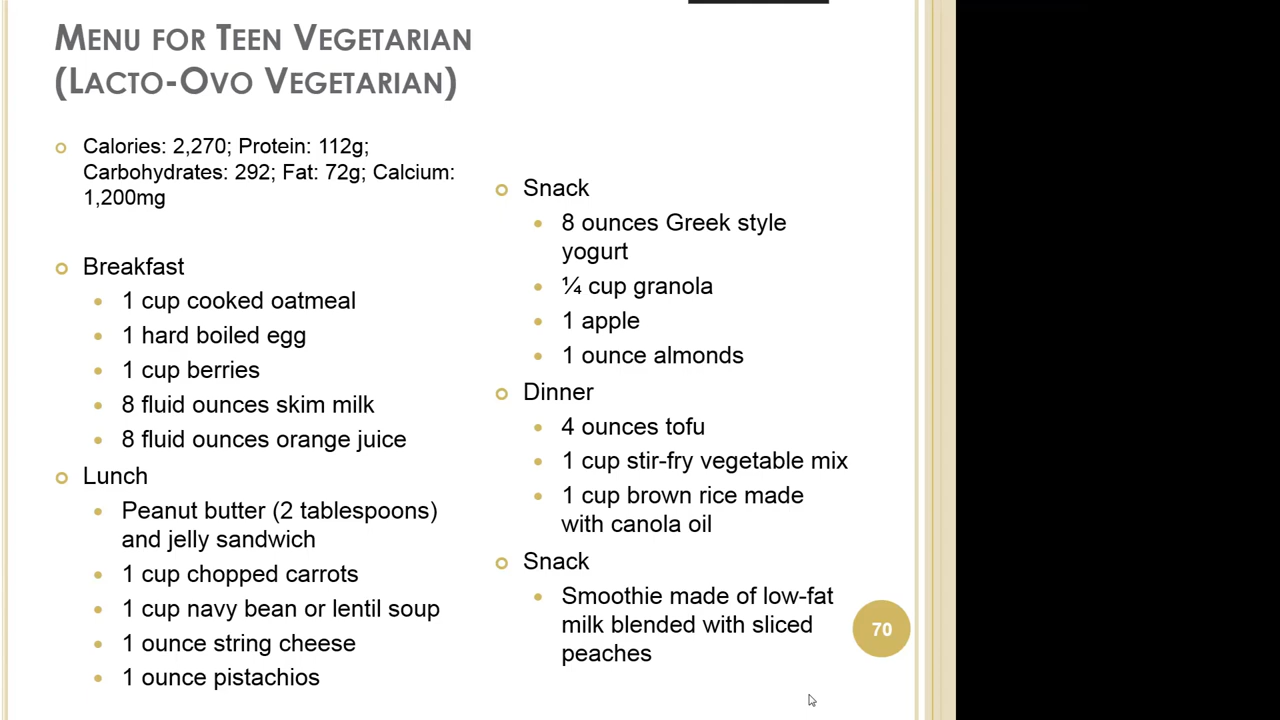 MENU FOR TEEN VEGETARIAN
(LACTO-OVO VEGETARIAN)
Calories: 2,270; Protein: 112g;
Carbohydrates: 292; Fat: 72g; Calcium:
1,200mg
Breakfast
1 cup cooked oatmeal
1 hard boiled egg
1 cup berries
8 fluid ounces skim milk
8 fluid ounces orange juice
Lunch
Peanut butter (2 tablespoons)
and jelly sandwich
1 cup chopped carrots
1 cup navy bean or lentil soup
1 ounce string cheese
1 ounce pistachios
Snack
8 ounces Greek style
yogurt
¼ cup granola
1 apple
1 ounce almonds
Dinner
4 ounces tofu
1 cup stir-fry vegetable mix
1 cup brown rice made
with canola oil
Snack
Smoothie made of low-fat
milk blended with sliced
peaches
70